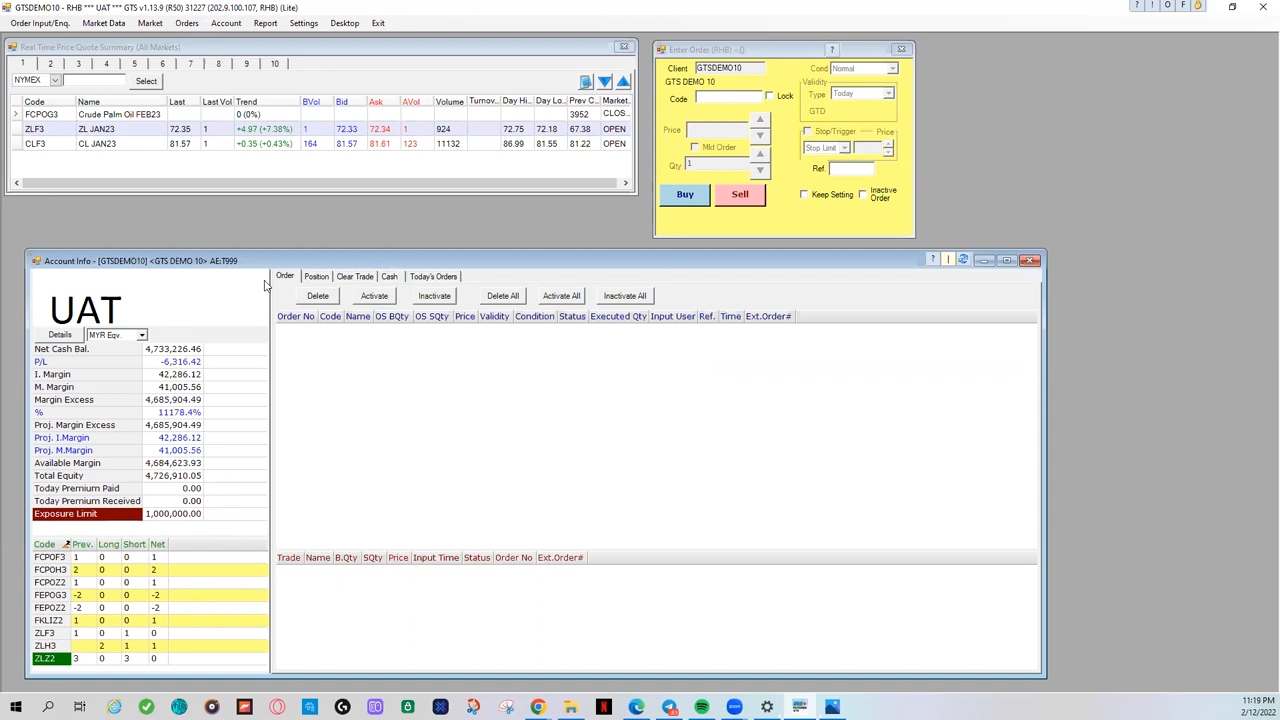 GTSDEMO10 - RHB *** UAT *** GTS v1.13.9 (R50) 31227 (202.9.100.107, RHB) (Lite)
Order Input/Enq. Market Data Market Orders Account Report Settings Desktop Exit
Real Time Price Quote Summary (All Markets)
1 2 3 4 5 6 7 8 9 10
NYMEX Select
Code Name Last Last Vol Trend BVol Bid Ask AVol Volume Turnov... Day Hi... Day Lo... Prev C... Market...
FCPOG3 Crude Palm Oil FEB23 0 (0%) 3952 CLOS...
ZLF3 ZL JAN23 72.35 1 +4.97 (+7.38%) 1 72.33 72.34 1 924 72.75 72.18 67.38 OPEN
CLF3 CL JAN23 81.57 1 +0.35 (+0.43%) 164 81.57 81.61 123 11132 86.99 81.55 81.22 OPEN
Enter Order (RHB) - ()
?
Client GTSDEMO10 Cond Normal
GTS DEMO 10 Validity
Code Lock Type Today
GTD
Price Stop/Trigger Price
Mkt Order Stop Limit
Qty 1 Ref.
Buy Sell Keep Setting Inactive Order
Account Info - [GTSDEMO10] <GTS DEMO 10> AE:T999
UAT
Details MYR Eqv.
Net Cash Bal. 4,733,226.46
P/L -6,316.42
I. Margin 42,286.12
M. Margin 41,005.56
Margin Excess 4,685,904.49
% 11178.4%
Proj. Margin Excess 4,685,904.49
Proj. I.Margin 42,286.12
Proj. M.Margin 41,005.56
Available Margin 4,684,623.93
Total Equity 4,726,910.05
Today Premium Paid 0.00
Today Premium Received 0.00
Exposure Limit 1,000,000.00
Code Prev. Long Short Net
FCPOF3 1 0 0 1
FCPOH3 2 0 0 2
FCPOZ2 1 0 0 1
FEPOG3 -2 0 0 -2
FEPOZ2 -2 0 0 -2
FKLIZ2 1 0 0 1
ZLF3 1 0 1 0
ZLH3 2 1 1
ZLZ2 3 0 3 0
Order Position Clear Trade Cash Today's Orders
Delete Activate Inactivate Delete All Activate All Inactivate All
Order No Code Name OS BQty OS SQty Price Validity Condition Status Executed Qty Input User Ref. Time Ext.Order#
Trade Name B.Qty SQty Price Input Time Status Order No Ext.Order#
11:19 PM
2/12/2022